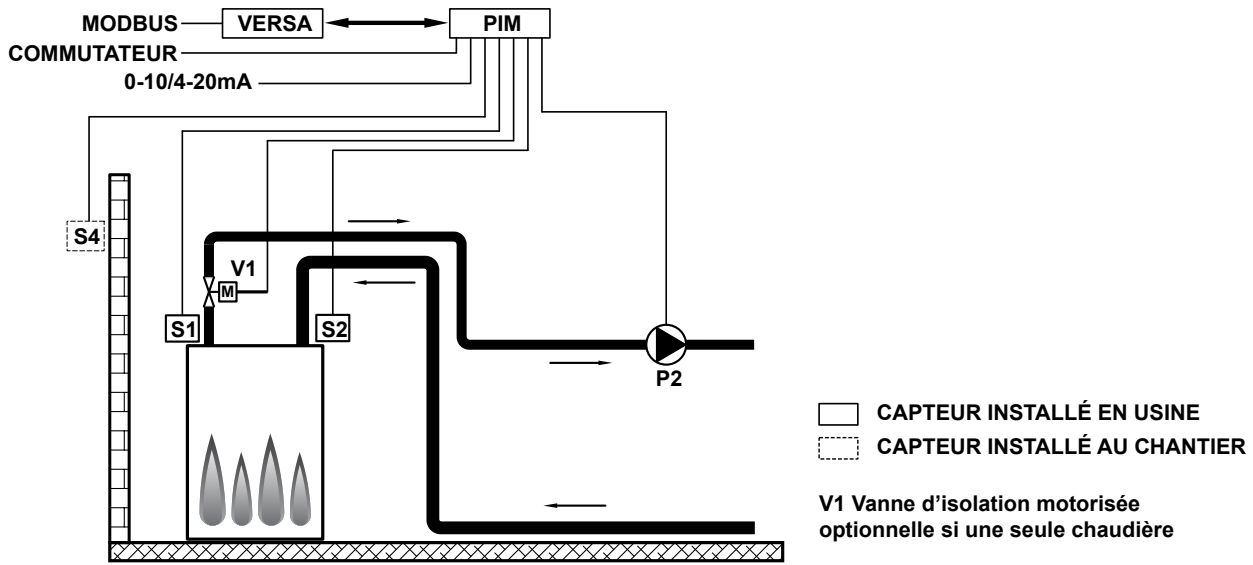 MODBUS
VERSA
PIM
COMMUTATEUR
0-10/4-20mA
S4
V1
M
S1
S2
P2
CAPTEUR INSTALLÉ EN USINE
CAPTEUR INSTALLÉ AU CHANTIER
V1 Vanne d'isolation motorisée
optionnelle si une seule chaudière